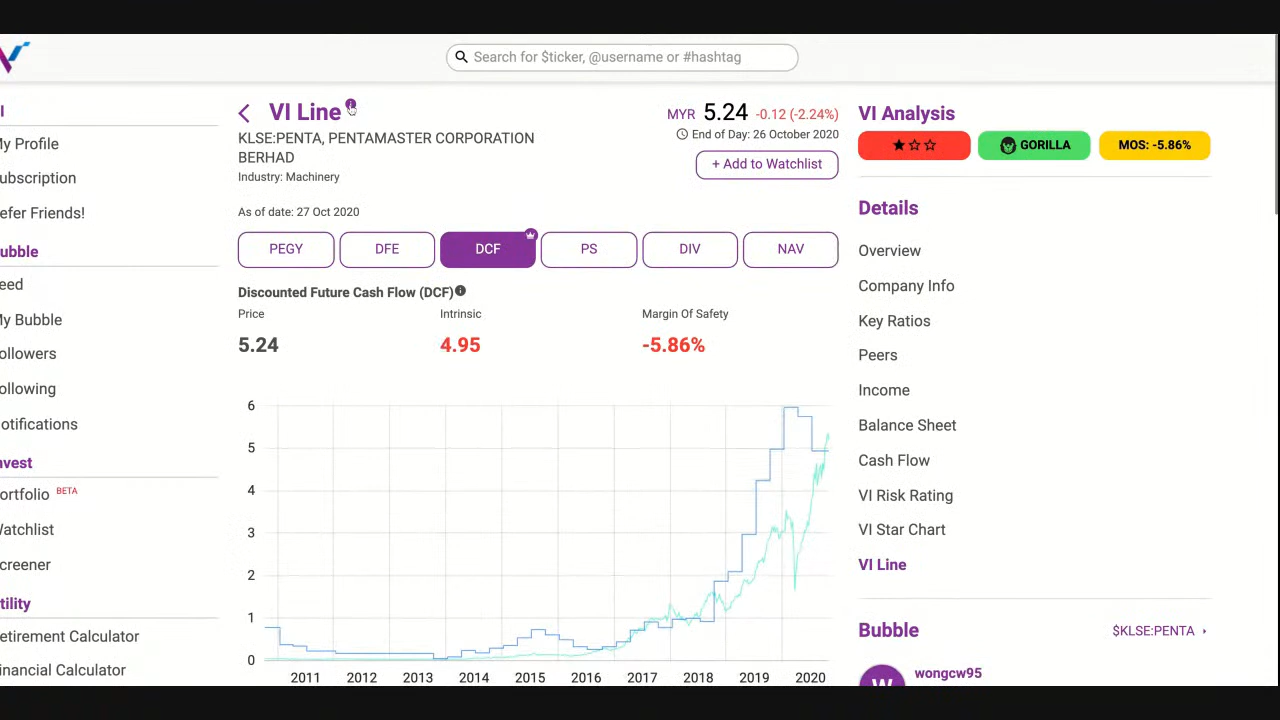 Search for $ticker, @username or #hashtag
I
My Profile
ubscription
efer Friends!
ubble
eed
My Bubble
ollowers
ollowing
otifications
nvest
ortfolio BETA
Watchlist
creener
tility
etirement Calculator
inancial Calculator
VI Line
KLSE:PENTA, PENTAMASTER CORPORATION
BERHAD
Industry: Machinery
MYR 5.24 -0.12 (-2.24%)
End of Day: 26 October 2020
+ Add to Watchlist
As of date: 27 Oct 2020
PEGY DFE DCF PS DIV NAV
Discounted Future Cash Flow (DCF)
Price Intrinsic Margin Of Safety
5.24 4.95 -5.86%
6
5
4
3
2
1
0
2011 2012 2013 2014 2015 2016 2017 2018 2019 2020
VI Analysis
GORILLA
MOS: -5.86%
Details
Overview
Company Info
Key Ratios
Peers
Income
Balance Sheet
Cash Flow
VI Risk Rating
VI Star Chart
VI Line
Bubble $KLSE:PENTA
W wongcw95